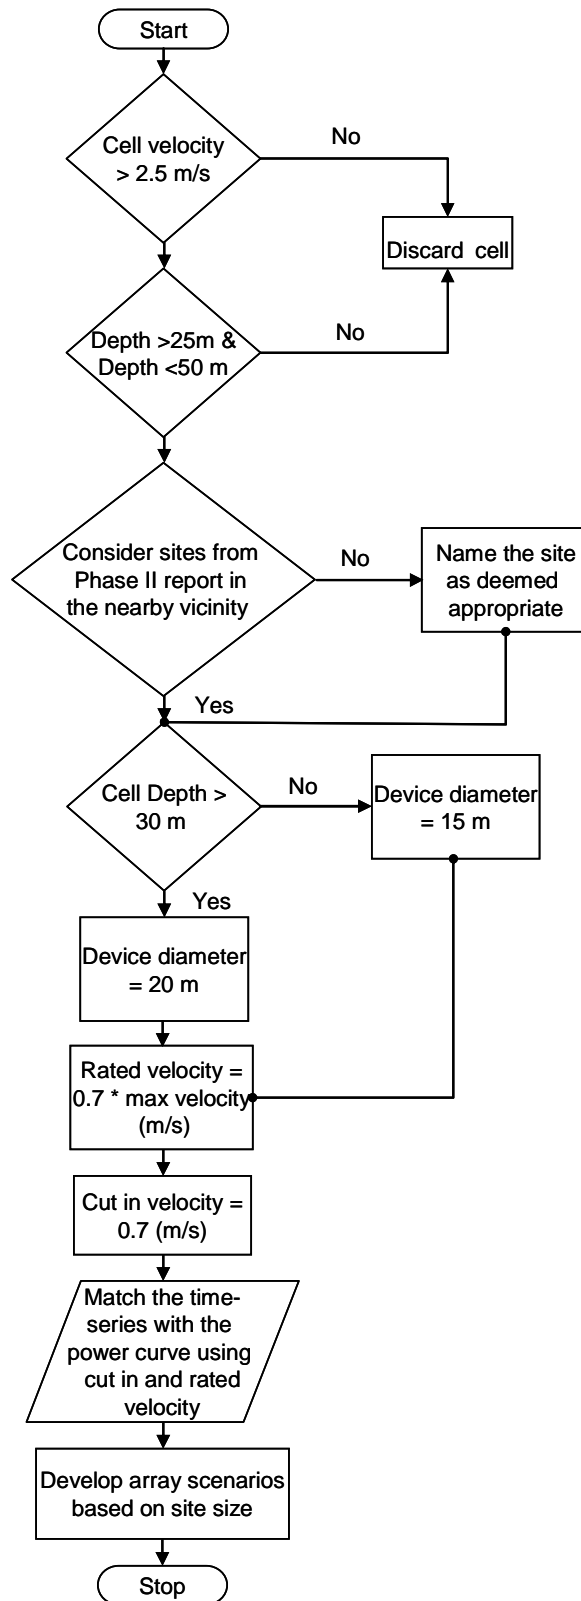 Start
Cell velocity
> 2.5 m/s
No
Discard cell
Depth >25m &
Depth <50 m
No
Consider sites from
Phase II report in
the nearby vicinity
No
Name the site
as deemed
appropriate
Yes
Cell Depth >
30 m
No
Device diameter
= 15 m
Yes
Device diameter
= 20 m
Rated velocity =
0.7 * max velocity
(m/s)
Cut in velocity =
0.7 (m/s)
Match the time-
series with the
power curve using
cut in and rated
velocity
Develop array scenarios
based on site size
Stop